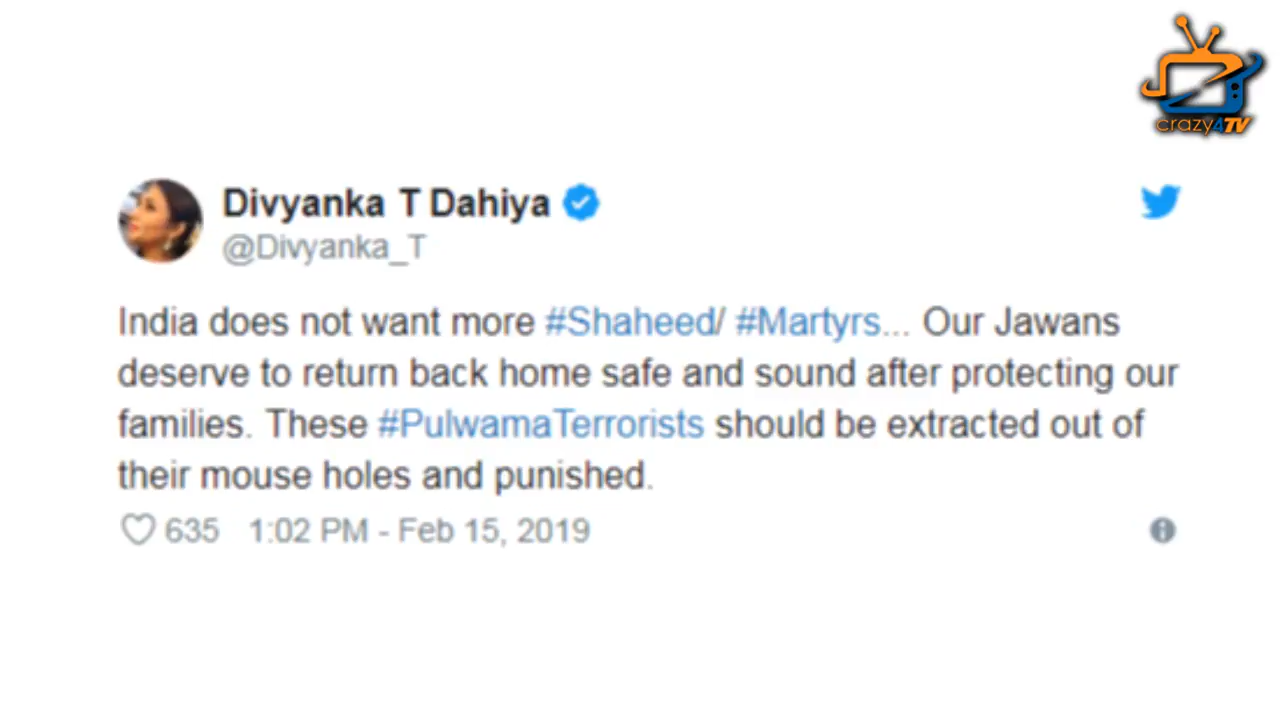 crazy4TV
Divyanka T Dahiya
@Divyanka_T
India does not want more #Shaheed/ #Martyrs... Our Jawans
deserve to return back home safe and sound after protecting our
families. These #PulwamaTerrorists should be extracted out of
their mouse holes and punished.
635 1:02 PM - Feb 15, 2019